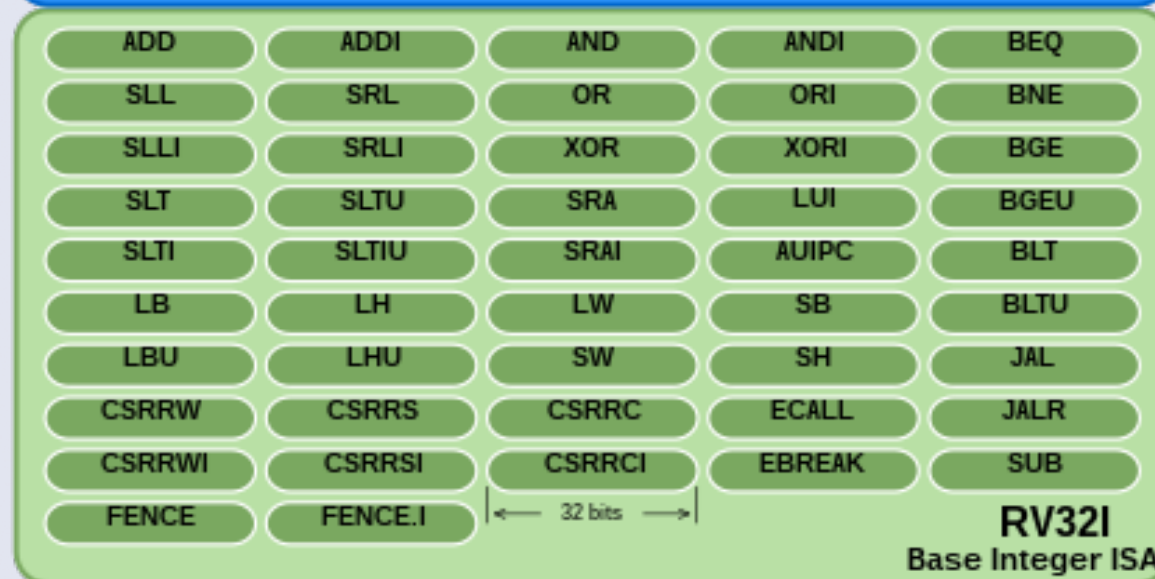 ADD ADDI AND ANDI BEQ
SLL SRL OR ORI BNE
SLLI SRLI XOR XORI BGE
SLT SLTU SRA LUI BGEU
SLTI SLTIU SRAI AUIPC BLT
LB LH LW SB BLTU
LBU LHU SW SH JAL
CSRRW CSRRS CSRRC ECALL JALR
CSRRWI CSRRSI CSRRCI EBREAK SUB
FENCE FENCE.I 32 bits
RV32I
Base Integer ISA